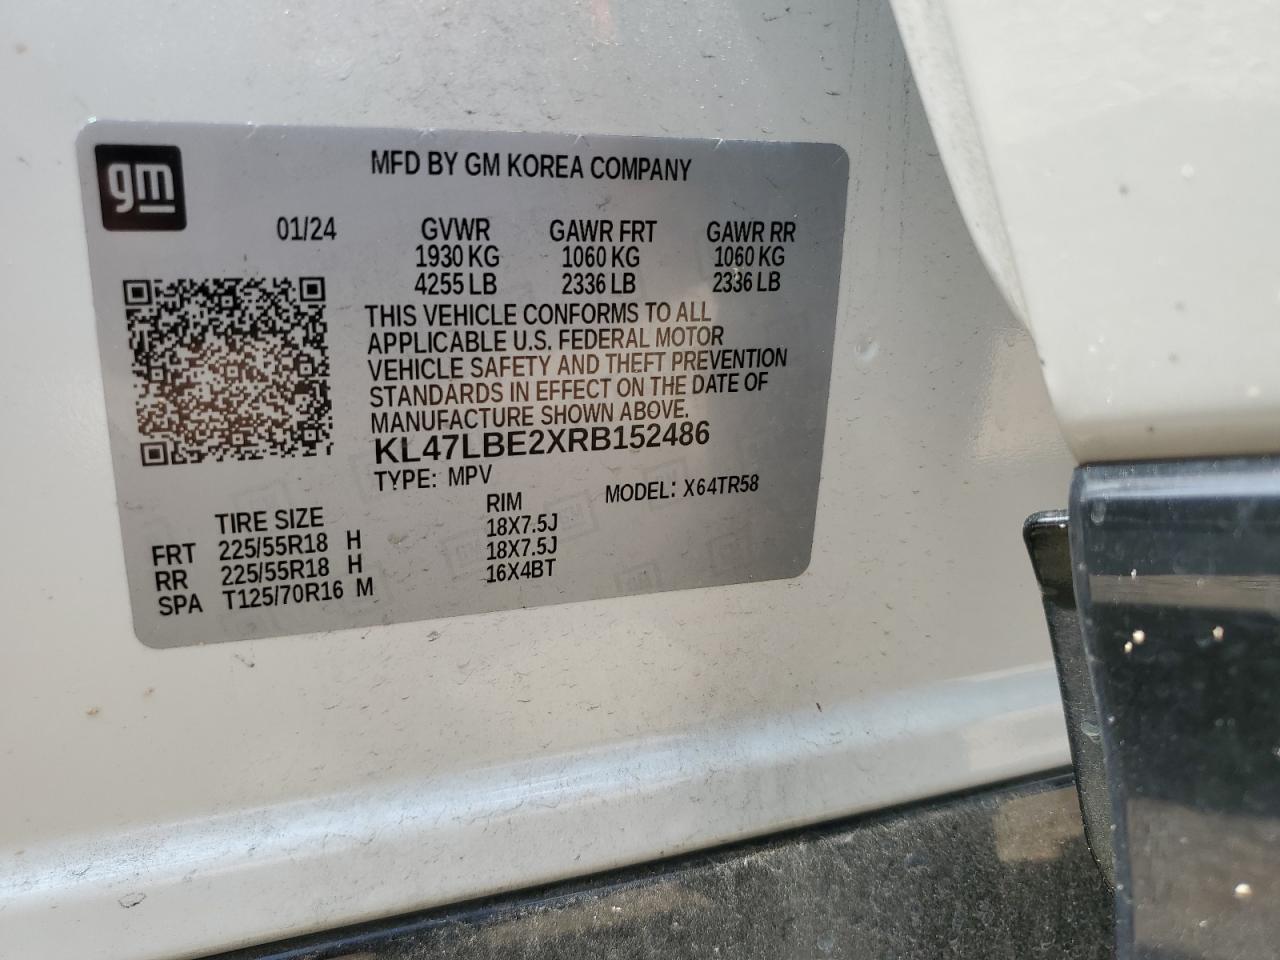 gm
MFD BY GM KOREA COMPANY
01/24 GVWR GAWR FRT GAWR RR
1930 KG 1060 KG 1060 KG
4255 LB 2336 LB 2336 LB
THIS VEHICLE CONFORMS TO ALL
APPLICABLE U.S. FEDERAL MOTOR
VEHICLE SAFETY AND THEFT PREVENTION
STANDARDS IN EFFECT ON THE DATE OF
MANUFACTURE SHOWN ABOVE.
KL47LBE2XRB152486
TYPE: MPV MODEL: X64TR58
TIRE SIZE RIM
FRT 225/55R18 H 18X7.5J
RR 225/55R18 H 18X7.5J
SPA T125/70R16 M 16X4BT